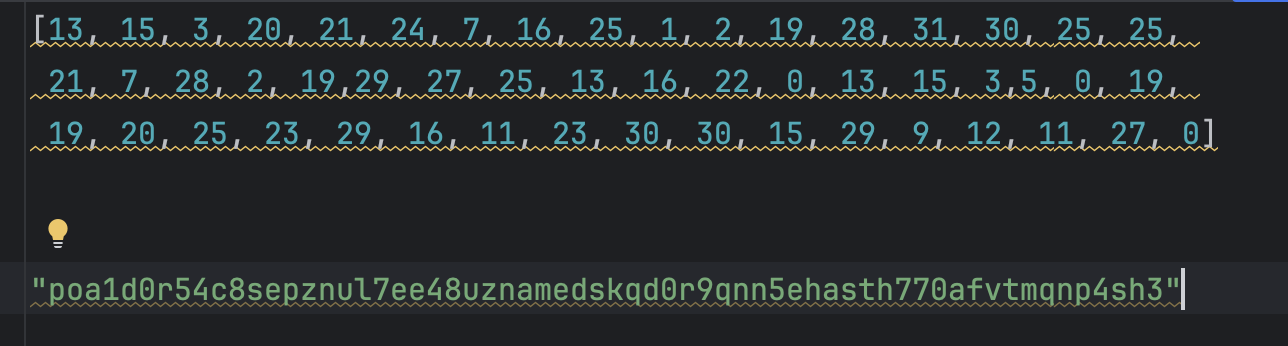 [13, 15, 3, 20, 21, 24, 7, 16, 25, 1, 2, 19, 28, 31, 30, 25, 25,
21, 7, 28, 2, 19,29, 27, 25, 13, 16, 22, 0, 13, 15, 3,5, 0, 19,
19, 20, 25, 23, 29, 16, 11, 23, 30, 30, 15, 29, 9, 12, 11, 27, 0]
"poa1d0r54c8sepznul7ee48uznamedskqd0r9qnn5ehasth770afvtmqnp4sh3"